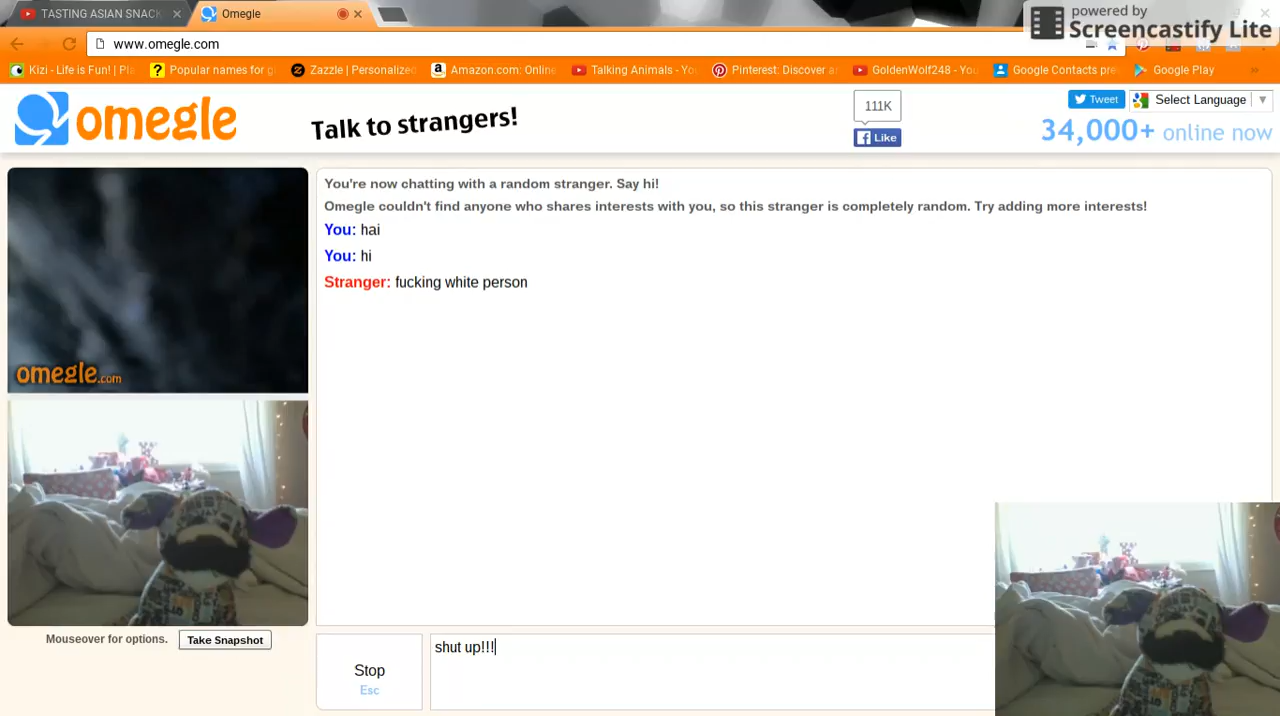 TASTING ASIAN SNACK
Omegle
powered by
Screencastify Lite
www.omegle.com
Kizi - Life is Fun! | Pla
Popular names for g
Zazzle | Personalized
Amazon.com: Online
Talking Animals - Yo
Pinterest: Discover a
GoldenWolf248 - You
Google Contacts pre
Google Play
omegle
Talk to strangers!
111K
Like
Tweet
Select Language
34,000+ online now
You're now chatting with a random stranger. Say hi!
Omegle couldn't find anyone who shares interests with you, so this stranger is completely random. Try adding more interests!
You: hai
You: hi
Stranger: fucking white person
omegle.com
Mouseover for options.
Take Snapshot
Stop
Esc
shut up!!!